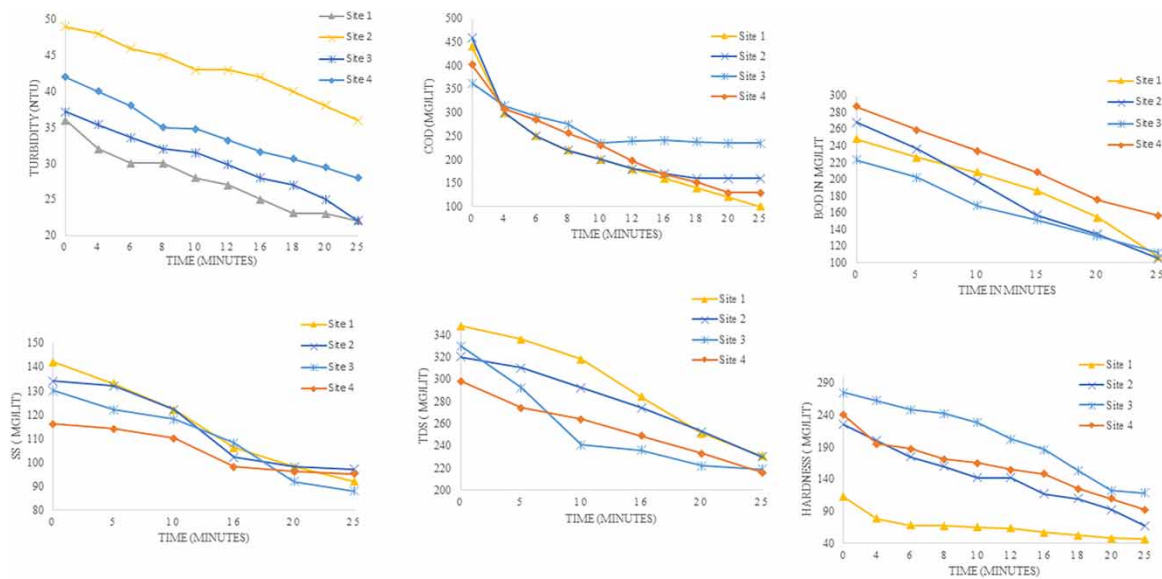 50
45
40
35
30
25
20
TURBIDITY (NTU)
0 4 6 8 10 12 16 18 20 25
TIME (MINUTES)
Site 1
Site 2
Site 3
Site 4
500
450
400
350
300
250
200
150
100
COD (MG/LIT)
0 4 6 8 10 12 16 18 20 25
TIME (MINUTES)
Site 1
Site 2
Site 3
Site 4
300
280
260
240
220
200
180
160
140
120
100
BOD IN MG/LIT
0 5 10 15 20 25
TIME IN MINUTES
Site 1
Site 2
Site 3
Site 4
150
140
130
120
110
100
90
80
SS ( MG/LIT)
0 5 10 16 20 25
TIME (MINUTES)
Site 1
Site 2
Site 3
Site 4
340
320
300
280
260
240
220
200
TDS ( MG/LIT)
0 5 10 16 20 25
TIME (MINUTES)
Site 1
Site 2
Site 3
Site 4
290
240
190
140
90
40
HARDNESS ( MG/LIT)
0 4 6 8 10 12 16 18 20 25
TIME (MINUTES)
Site 1
Site 2
Site 3
Site 4